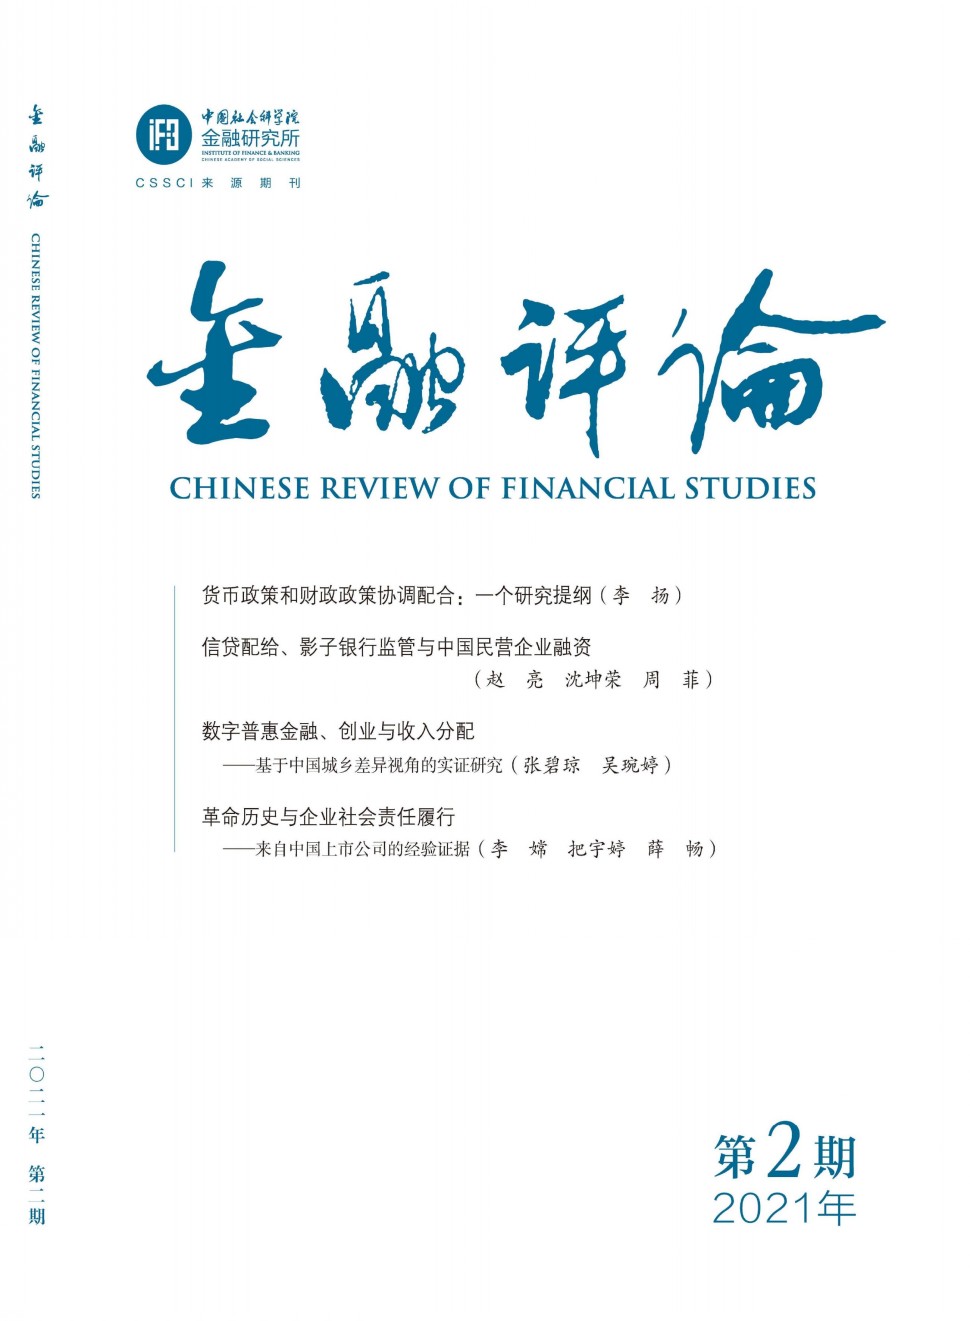 金融评论
CHINESE REVIEW OF FINANCIAL STUDIES
二〇二一年 第二期
iFB
中国社会科学院
金融研究所
INSTITUTE OF FINANCE & BANKING
CHINESE ACADEMY OF SOCIAL SCIENCES
CSSCI来源期刊
金融评论
CHINESE REVIEW OF FINANCIAL STUDIES
货币政策和财政政策协调配合：一个研究提纲（李 扬）
信贷配给、影子银行监管与中国民营企业融资
（赵 亮 沈坤荣 周 菲）
数字普惠金融、创业与收入分配
——基于中国城乡差异视角的实证研究（张碧琼 吴琬婷）
革命历史与企业社会责任履行
——来自中国上市公司的经验证据（李 嫦 把宇婷 薛 畅）
第2期
2021年